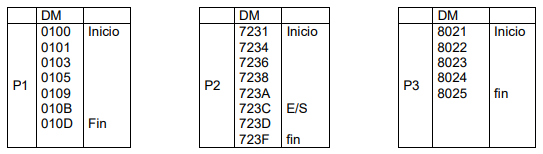 DM
P1
0100 Inicio
0101
0103
0105
0109
010B
010D Fin
DM
P2
7231 Inicio
7234
7236
7238
723A
723C E/S
723D
723F fin
DM
P3
8021 Inicio
8022
8023
8024
8025 fin